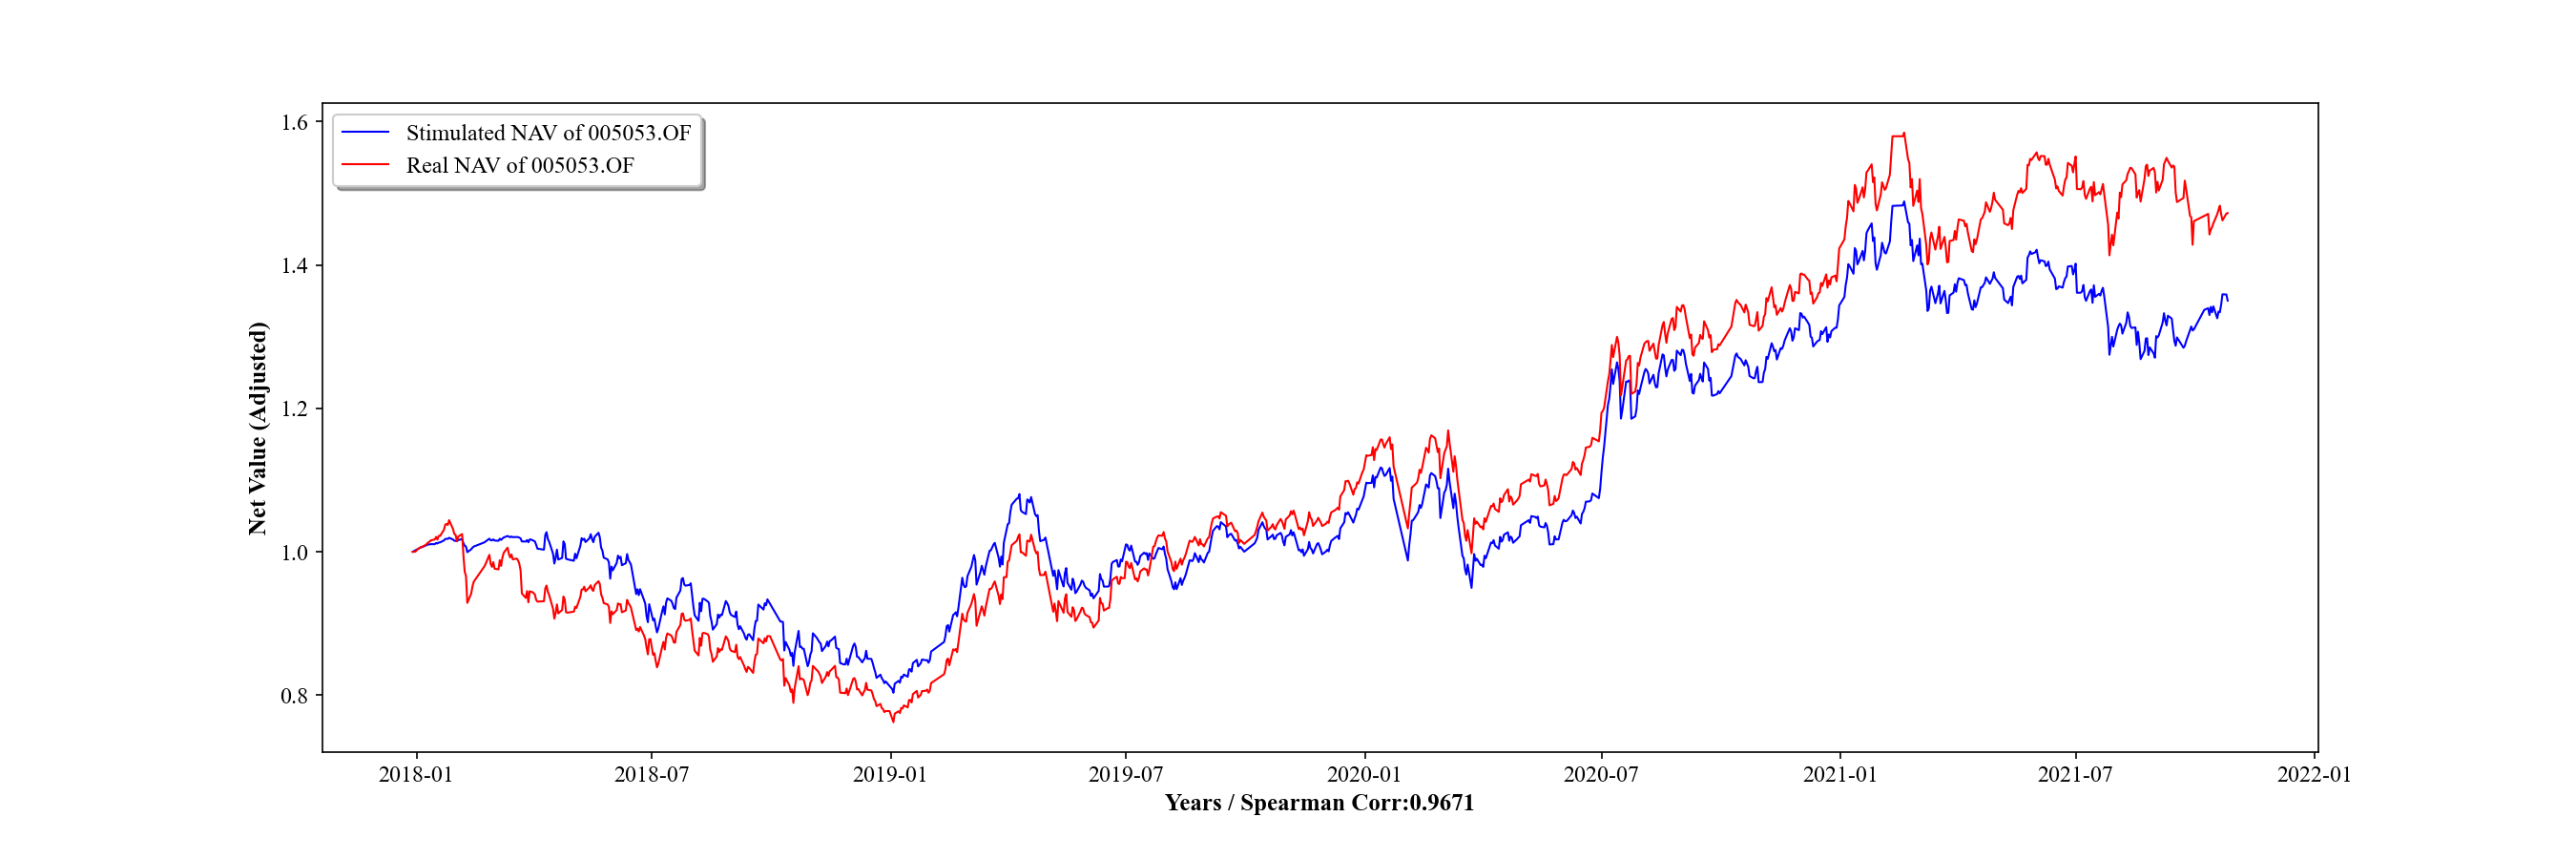 Stimulated NAV of 005053.OF
Real NAV of 005053.OF
Net Value (Adjusted)
1.6
1.4
1.2
1.0
0.8
2018-01 2018-07 2019-01 2019-07 2020-01 2020-07 2021-01 2021-07 2022-01
Years / Spearman Corr:0.9671